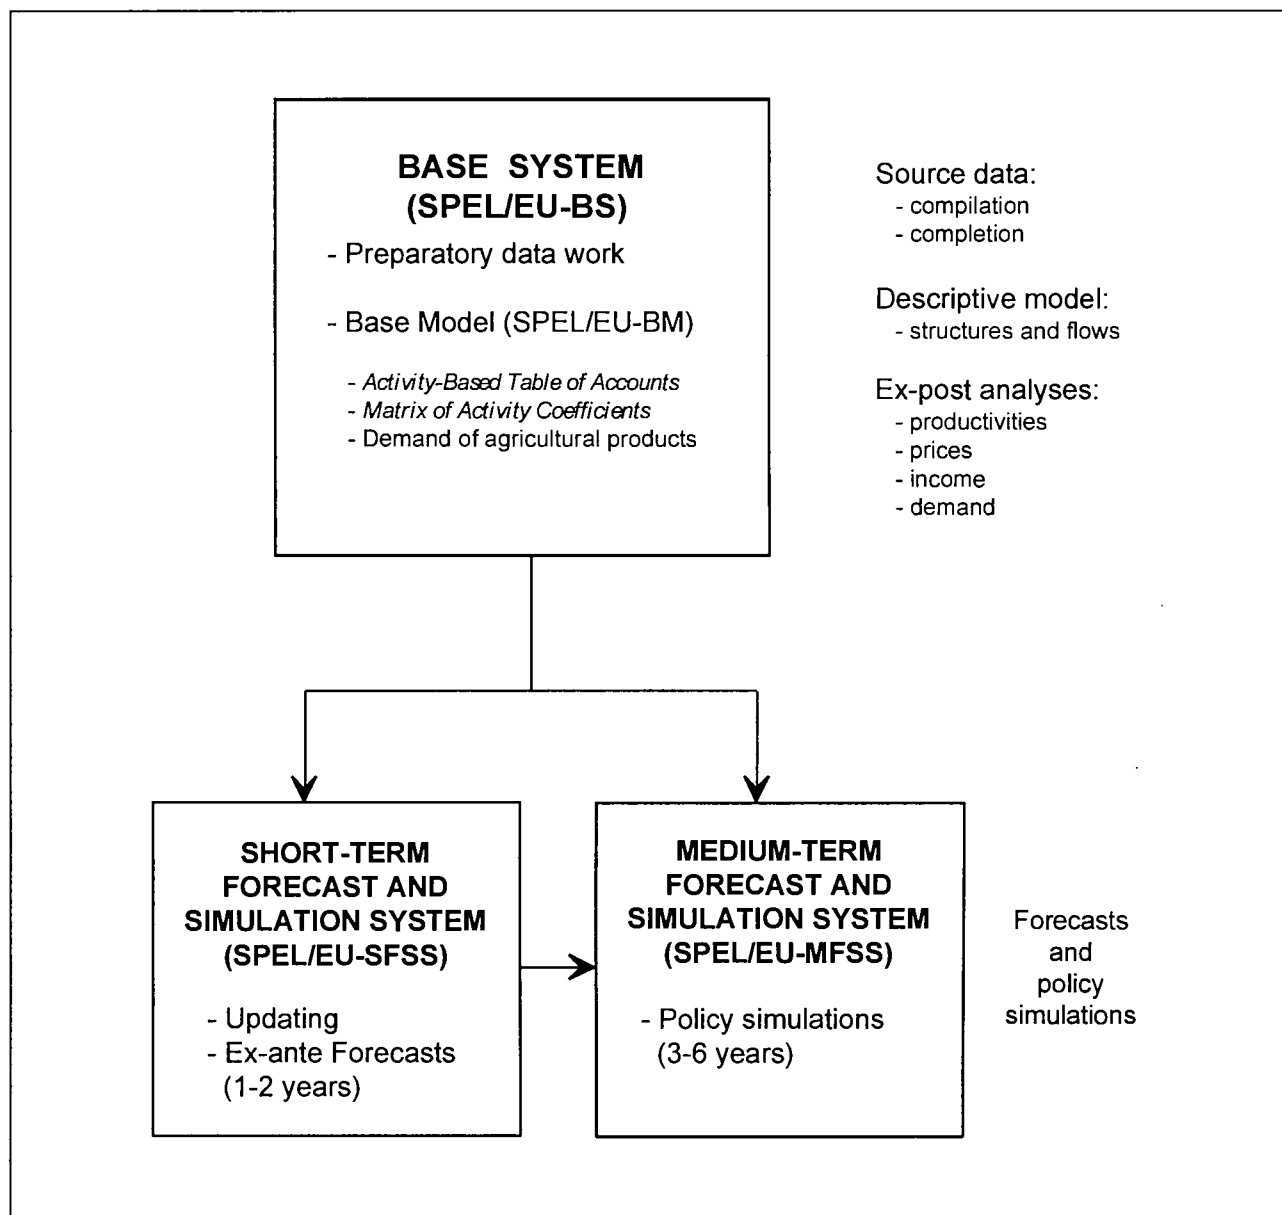 BASE SYSTEM
(SPEL/EU-BS)
- Preparatory data work
- Base Model (SPEL/EU-BM)
- Activity-Based Table of Accounts
- Matrix of Activity Coefficients
- Demand of agricultural products
Source data:
- compilation
- completion
Descriptive model:
- structures and flows
Ex-post analyses:
- productivities
- prices
- income
- demand
SHORT-TERM
FORECAST AND
SIMULATION SYSTEM
(SPEL/EU-SFSS)
- Updating
- Ex-ante Forecasts
(1-2 years)
MEDIUM-TERM
FORECAST AND
SIMULATION SYSTEM
(SPEL/EU-MFSS)
- Policy simulations
(3-6 years)
Forecasts
and
policy
simulations